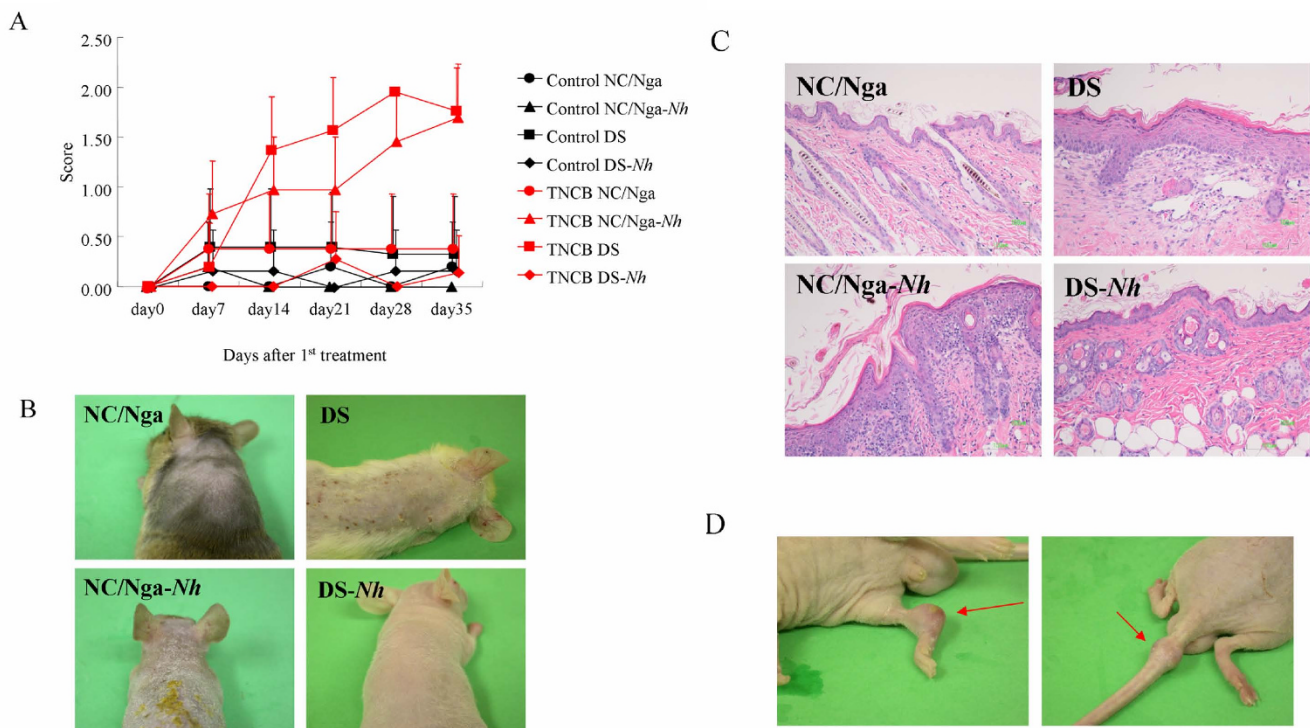 A
2.50
2.00
1.50
1.00
0.50
0.00
Score
day0 day7 day14 day21 day28 day35
Days after 1st treatment
Control NC/Nga
Control NC/Nga-Nh
Control DS
Control DS-Nh
TNCB NC/Nga
TNCB NC/Nga-Nh
TNCB DS
TNCB DS-Nh
B
NC/Nga
DS
NC/Nga-Nh
DS-Nh
C
NC/Nga
DS
NC/Nga-Nh
DS-Nh
D